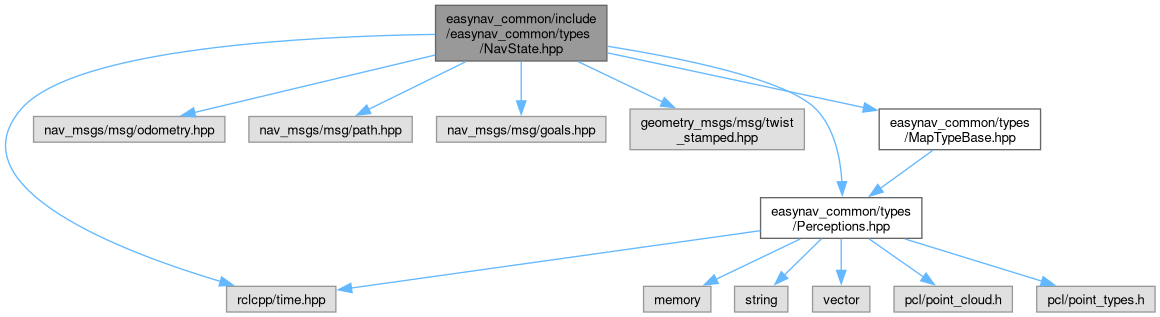 easynav_common/include
/easynav_common/types
/NavState.hpp
nav_msgs/msg/odometry.hpp
nav_msgs/msg/path.hpp
nav_msgs/msg/goals.hpp
geometry_msgs/msg/twist
_stamped.hpp
easynav_common/types
/MapTypeBase.hpp
easynav_common/types
/Perceptions.hpp
rclcpp/time.hpp
memory
string
vector
pcl/point_cloud.h
pcl/point_types.h